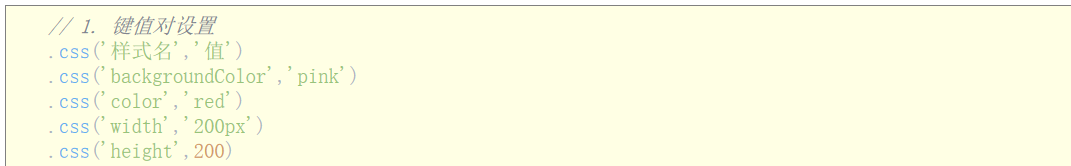 // 1. 键值对设置
.css('样式名','值')
.css('backgroundColor','pink')
.css('color','red')
.css('width','200px')
.css('height',200)